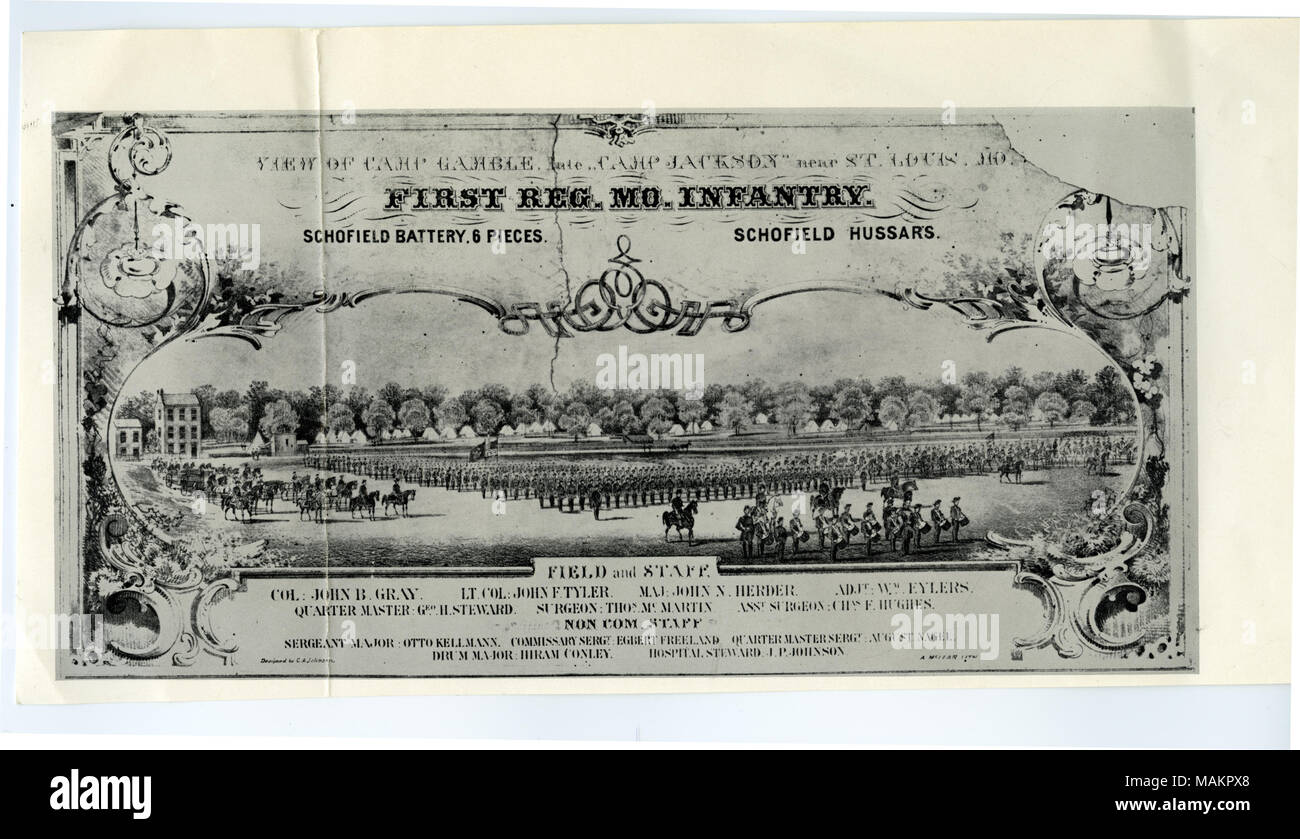 VIEW OF CAMP GAMBLE, late „CAMP JACKSON" near ST. LOUIS, MO.
FIRST REG. MO. INFANTRY.
SCHOFIELD BATTERY. 6 PIECES. SCHOFIELD HUSSARS.
FIELD and STAFF.
COL: JOHN B. GRAY. LT. COL: JOHN F. TYLER. MAJ: JOHN N. HERDER. ADJT: WM. EYLERS.
QUARTER MASTER: GEO. H. STEWARD. SURGEON: THOS. MC MARTIN ASST. SURGEON: CHS. F. HUGHES.
NON COM. STAFF
SERGEANT MAJOR: OTTO KELLMANN. COMMISSARY SERGT: EGBERT FREELAND. QUARTER MASTER SERGT: AUGUST NAGEL.
DRUM MAJOR: HIRAM CONLEY. HOSPITAL STEWARD: J. P. JOHNSON
Designed by
alamy
alamy
Image ID: MAKPX8
www.alamy.com